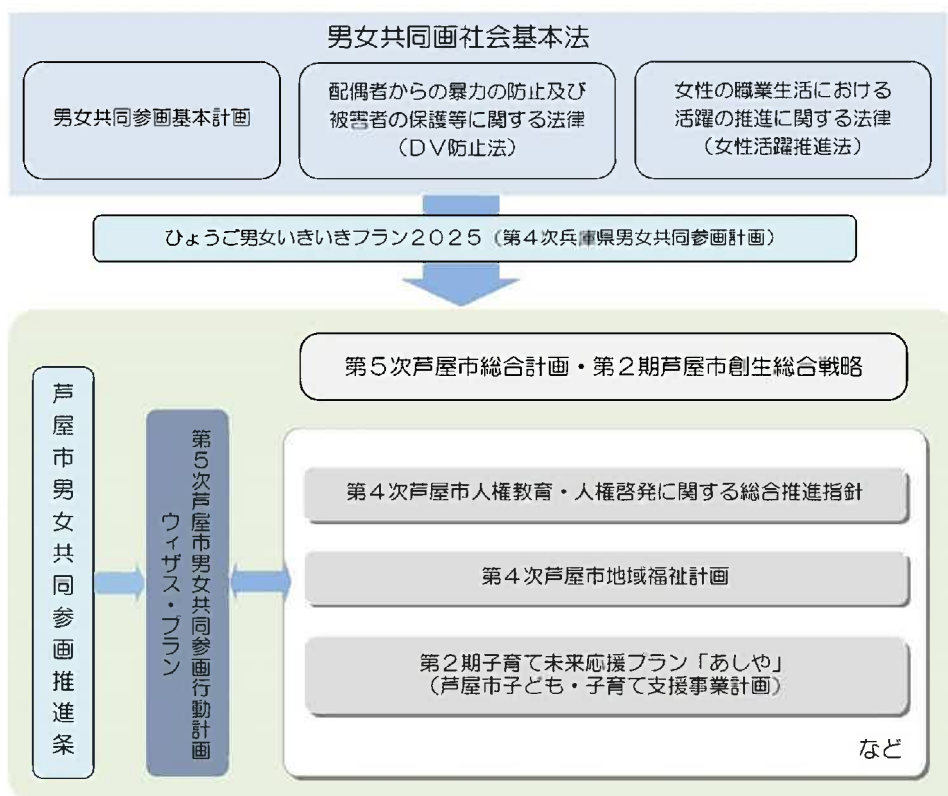 男女共同画社会基本法
男女共同参画基本計画
配偶者からの暴力の防止及び
被害者の保護等に関する法律
（DV防止法）
女性の職業生活における
活躍の推進に関する法律
（女性活躍推進法）
ひょうご男女いきいきプラン2025（第4次兵庫県男女共同参画計画）
第5次芦屋市総合計画・第2期芦屋市創生総合戦略
芦屋市男女共同参画推進条
第5次芦屋市男女共同参画行動計画
ウィザス・プラン
第4次芦屋市人権教育・人権啓発に関する総合推進指針
第4次芦屋市地域福祉計画
第2期子育て未来応援プラン「あしや」
（芦屋市子ども・子育て支援事業計画）
など